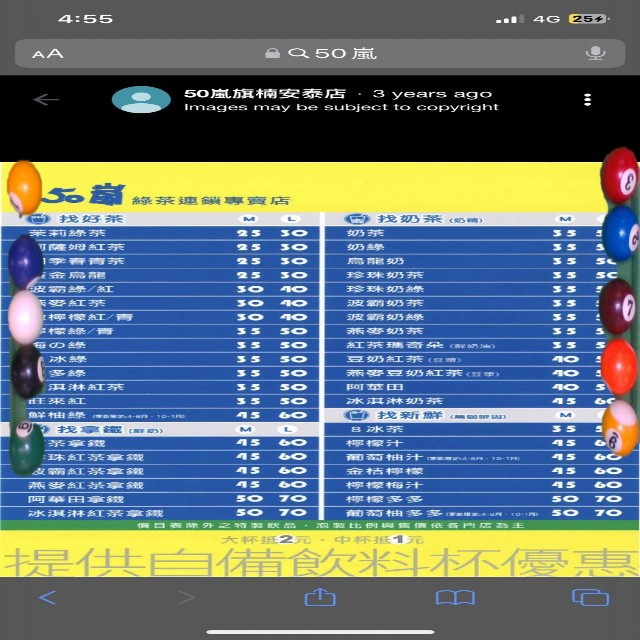 4:55
4G 25
AA 50 嵐
50嵐旗楠安泰店 · 3 years ago
Images may be subject to copyright
50嵐 綠茶連鎖專賣店
找好茶 M L
茉莉綠茶 25 30
阿薩姆紅茶 25 30
季春青茶 25 30
金烏龍 25 30
波霸綠/紅 30 40
燕麥紅茶 30 40
檸檬紅/青 30 40
檸檬綠/青 35 50
梅の綠 35 50
冰綠 35 50
多綠 35 50
淇淋紅茶 35 50
旺來紅 35 50
鮮柚綠 45 60
找拿鐵 (鮮奶) M L
茶拿鐵 45 60
珠紅茶拿鐵 45 60
波霸紅茶拿鐵 45 60
燕麥紅茶拿鐵 45 60
阿華田拿鐵 50 70
冰淇淋紅茶拿鐵 50 70
找奶茶 (奶精) M
奶茶 35
奶綠 35
烏龍奶 35
珍珠奶茶 35
珍珠奶綠 35
波霸奶茶 35
波霸奶綠 35
燕麥奶茶 35
紅茶瑪奇朵 35 50
豆奶紅茶 40
燕麥豆奶紅茶 40
阿華田 40
冰淇淋奶茶 40
找新鮮 M
8冰茶 35
檸檬汁 45
葡萄柚汁 45
金桔檸檬 45
檸檬梅汁 45 60
檸檬多多 50 70
葡萄柚多多 50 70
價目表除外之特製飲品，泡製比例與售價依各門店為主
大杯抵2元 · 中杯抵1元
提供自備飲料杯優惠